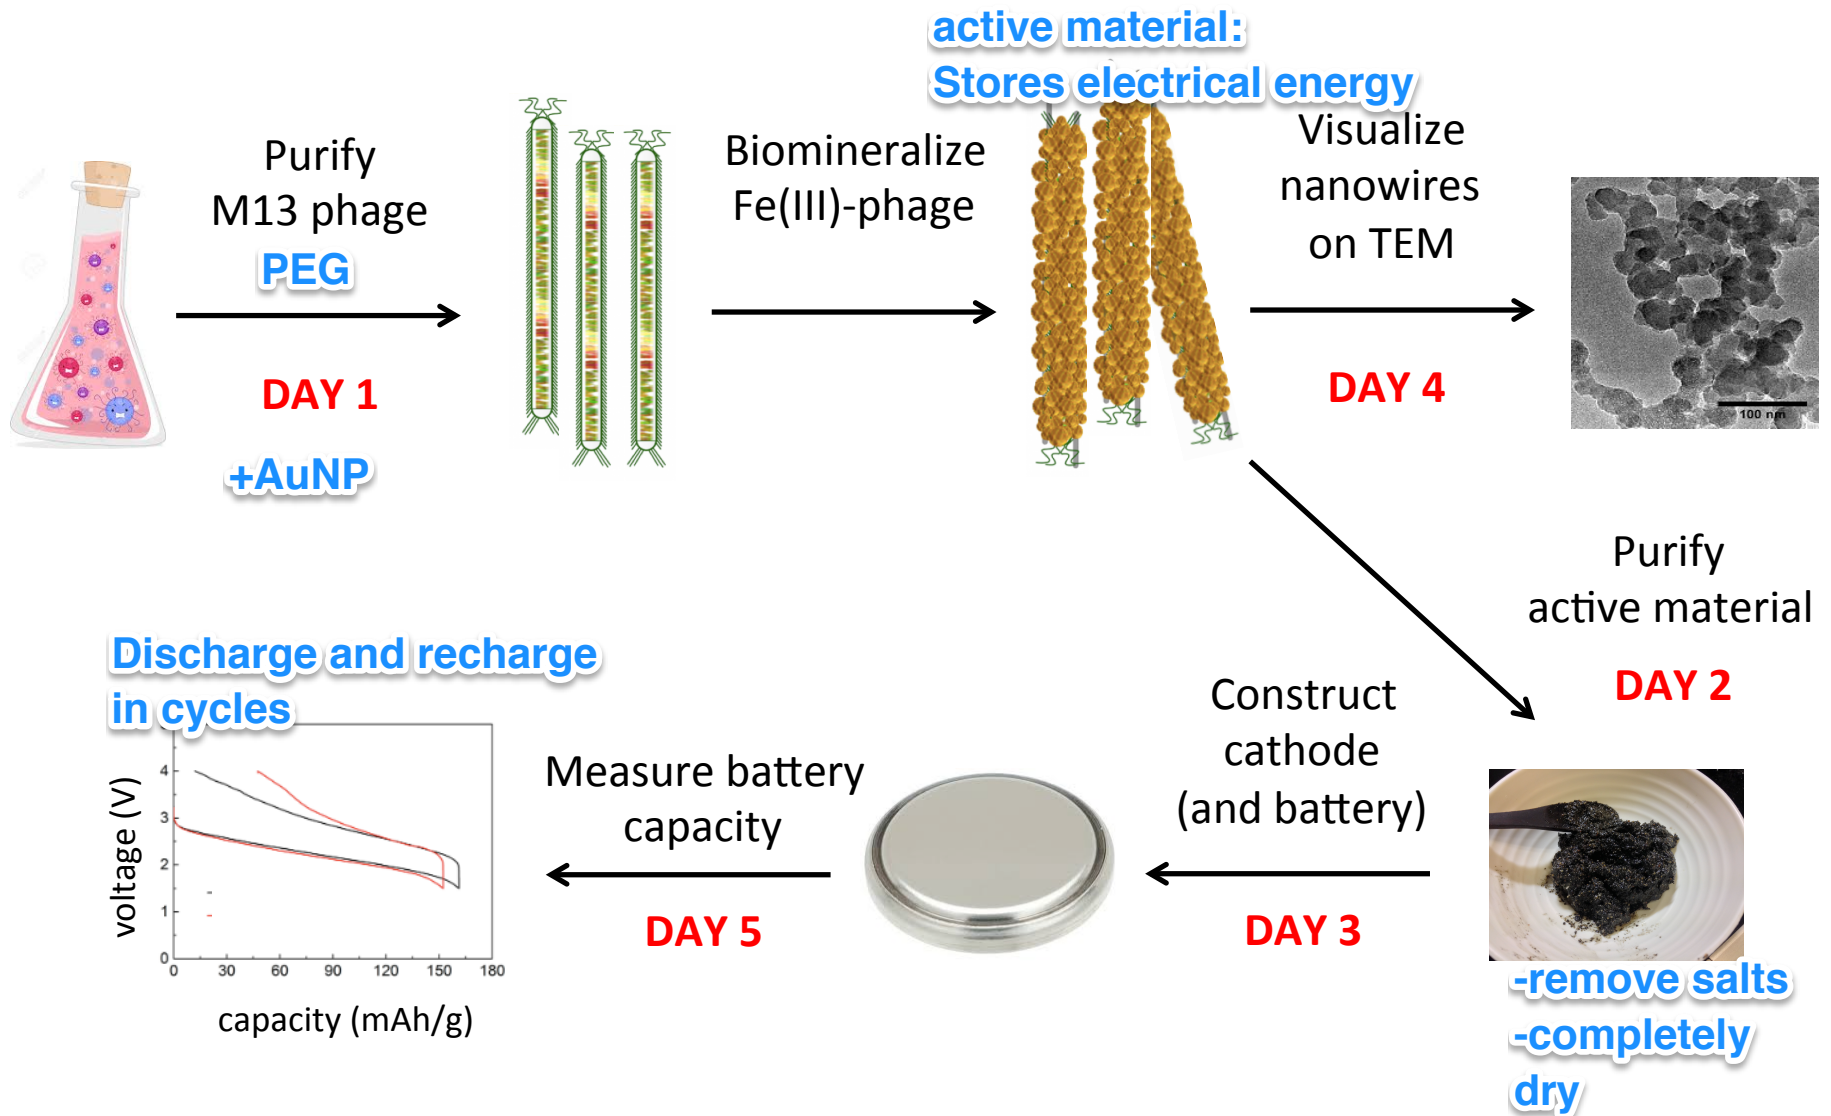 active material:
Stores electrical energy
Purify
M13 phage
PEG
DAY 1
+AuNP
Biomineralize
Fe(III)-phage
Visualize
nanowires
on TEM
DAY 4
100 nm
Purify
active material
DAY 2
-remove salts
-completely
dry
Construct
cathode
(and battery)
DAY 3
Measure battery
capacity
DAY 5
Discharge and recharge
in cycles
voltage (V)
4
3
2
1
0
0 30 60 90 120 150 180
capacity (mAh/g)